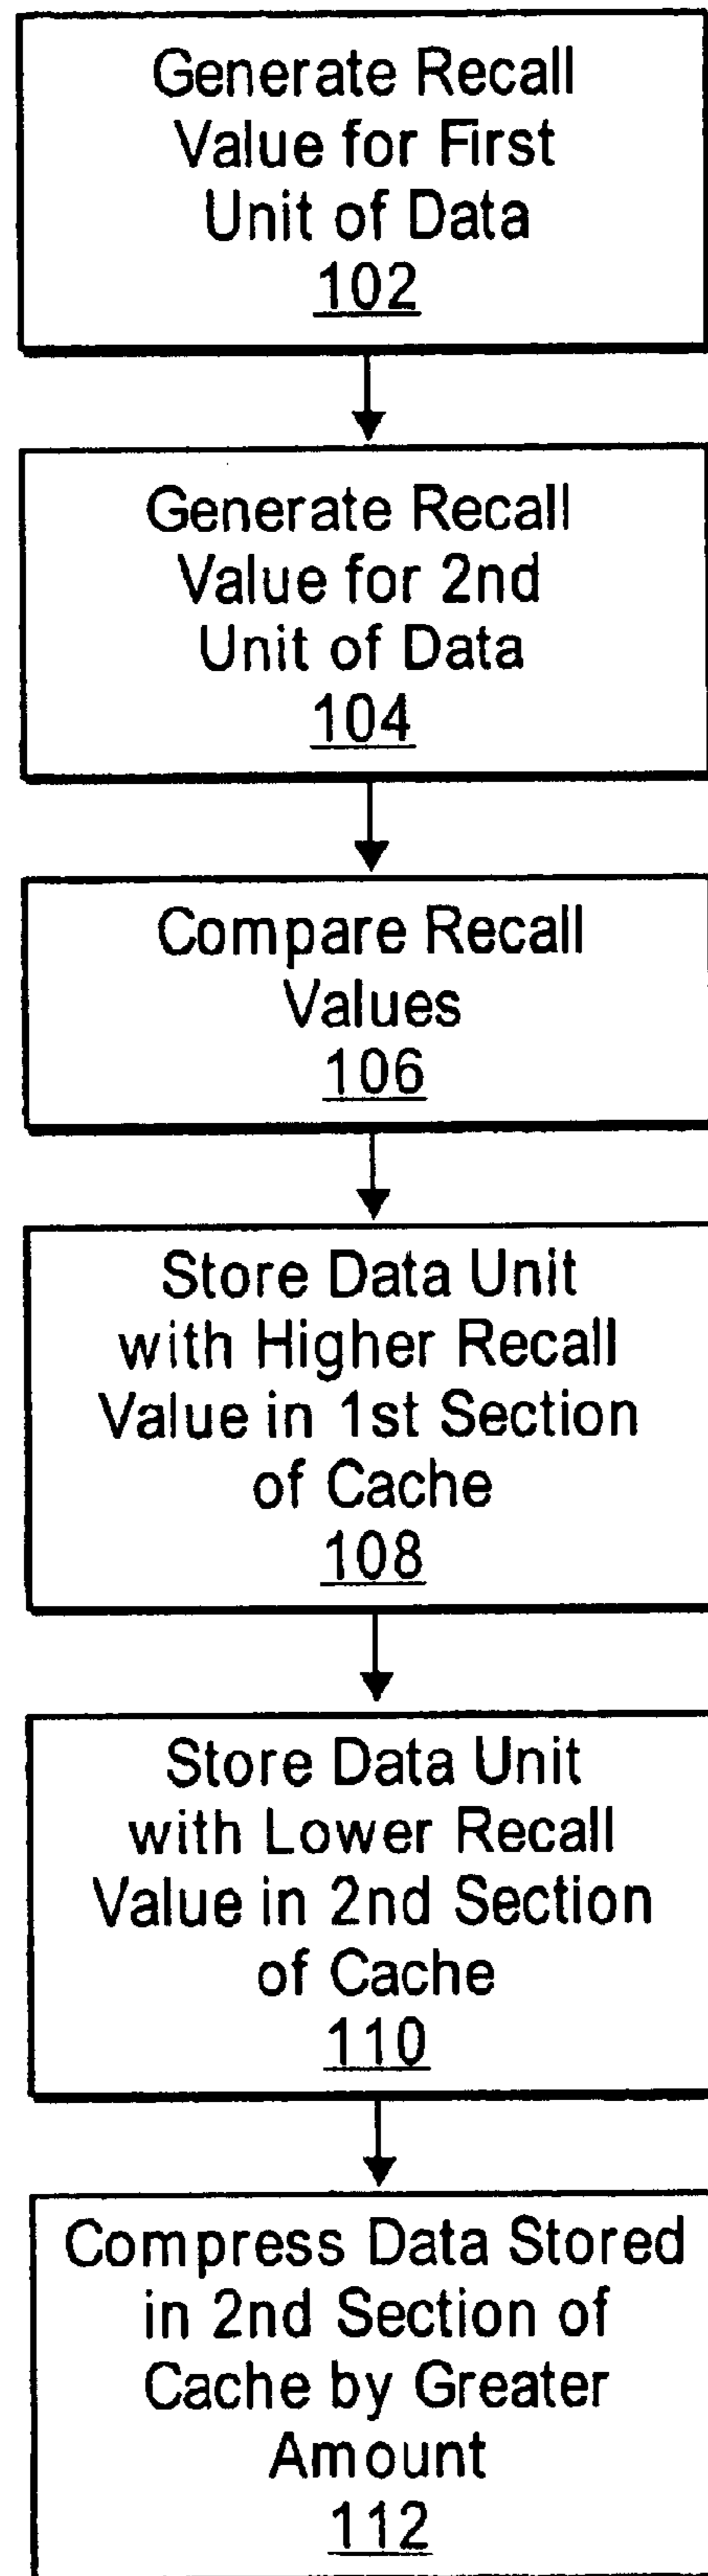 Generate Recall
Value for First
Unit of Data
102
Generate Recall
Value for 2nd
Unit of Data
104
Compare Recall
Values
106
Store Data Unit
with Higher Recall
Value in 1st Section
of Cache
108
Store Data Unit
with Lower Recall
Value in 2nd Section
of Cache
110
Compress Data Stored
in 2nd Section of
Cache by Greater
Amount
112